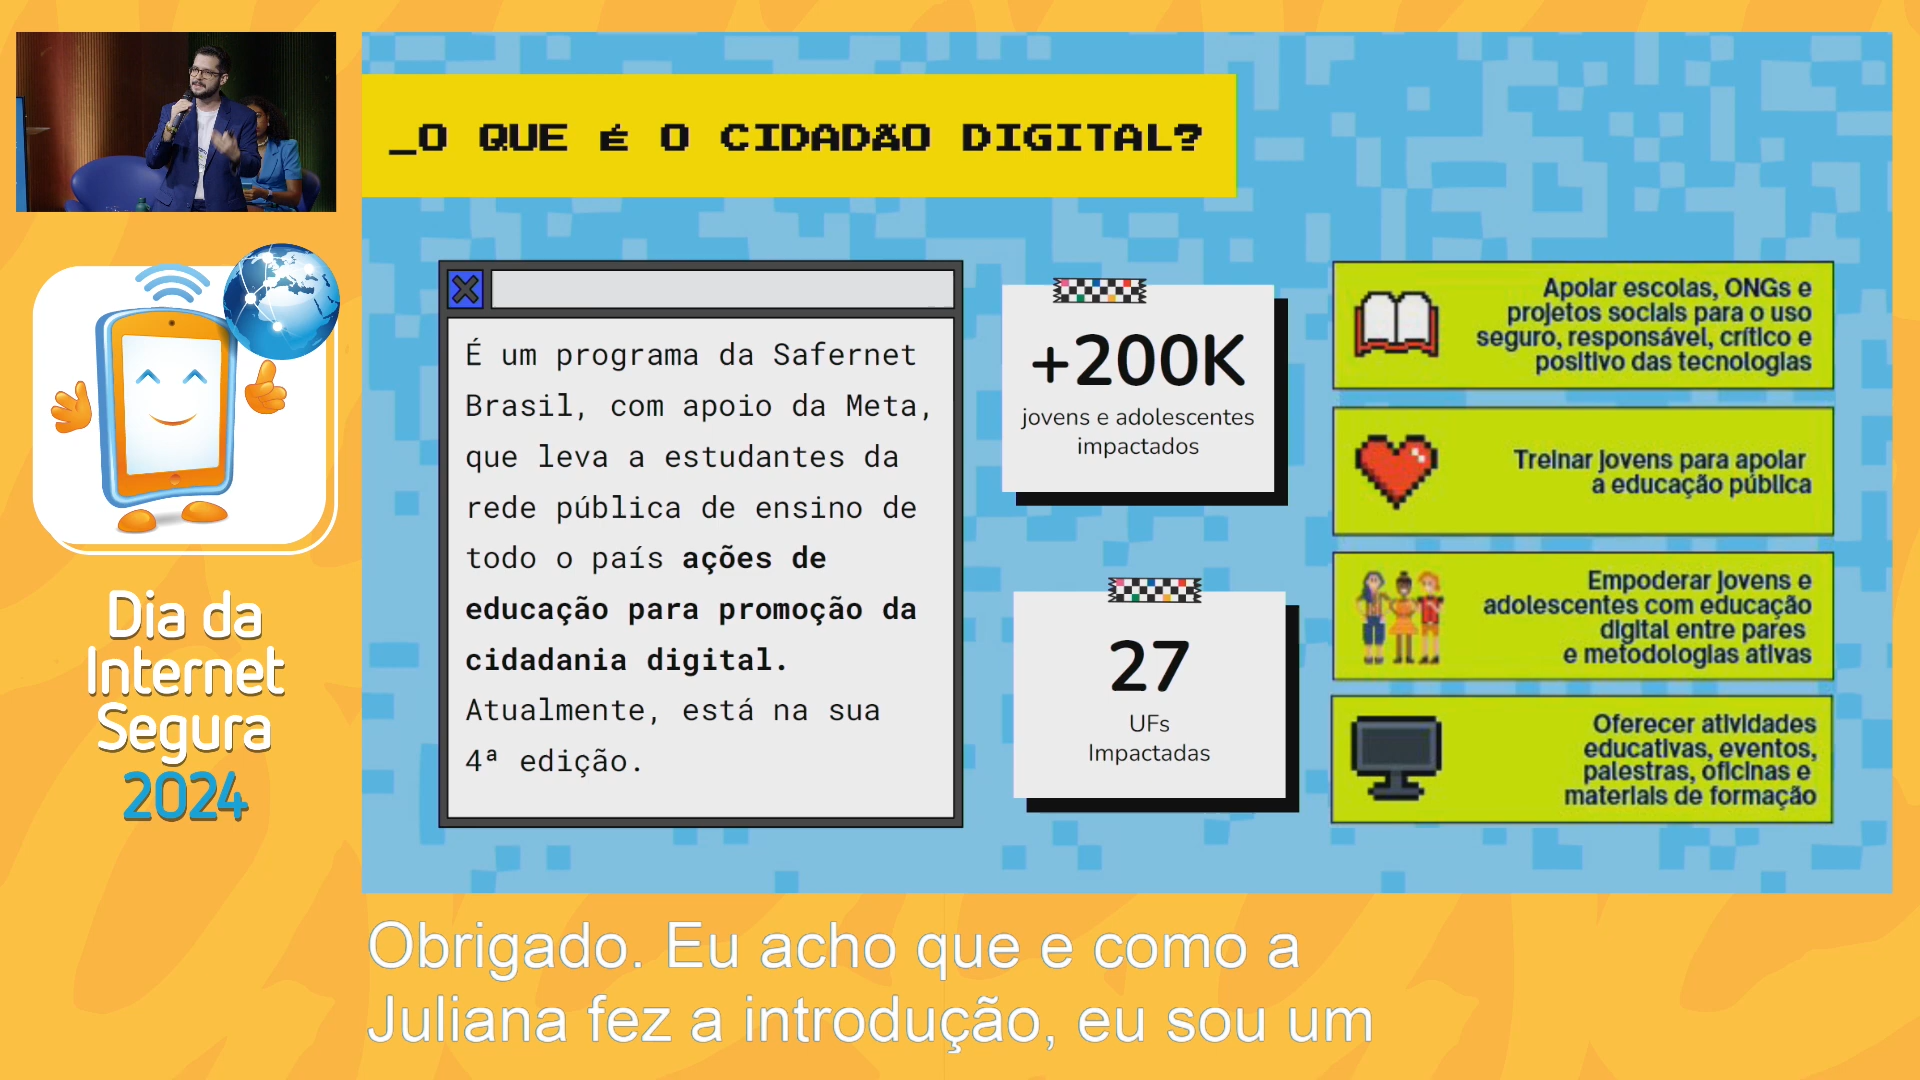 _O QUE É O CIDADÃO DIGITAL?
É um programa da Safernet
Brasil, com apoio da Meta,
que leva a estudantes da
rede pública de ensino de
todo o país ações de
educação para promoção da
cidadania digital.
Atualmente, está na sua
4ª edição.
+200K
jovens e adolescentes
impactados
27
UFs
Impactadas
Apoiar escolas, ONGs e
projetos sociais para o uso
seguro, responsável, crítico e
positivo das tecnologias
Treinar jovens para apoiar
a educação pública
Empoderar jovens e
adolescentes com educação
digital entre pares
e metodologias ativas
Oferecer atividades
educativas, eventos,
palestras, oficinas e
materiais de formação
Dia da
Internet
Segura
2024
Obrigado. Eu acho que e como a
Juliana fez a introdução, eu sou um